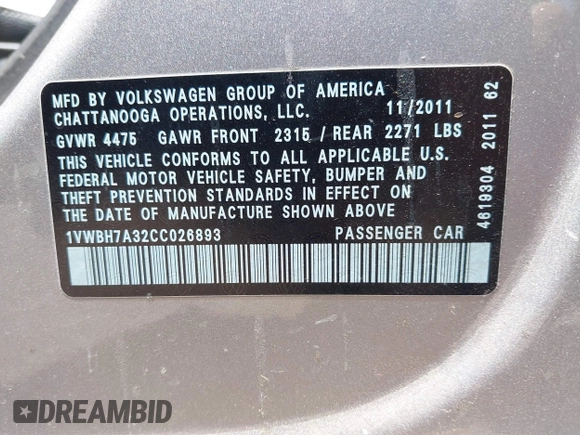 MFD BY VOLKSWAGEN GROUP OF AMERICA
CHATTANOOGA OPERATIONS, LLC. 11/2011
GVWR 4475 GAWR FRONT 2315 / REAR 2271 LBS
THIS VEHICLE CONFORMS TO ALL APPLICABLE U.S.
FEDERAL MOTOR VEHICLE SAFETY, BUMPER AND
THEFT PREVENTION STANDARDS IN EFFECT ON
THE DATE OF MANUFACTURE SHOWN ABOVE
1VWBH7A32CC026893 PASSENGER CAR
4619304 2011 62
DREAMBID